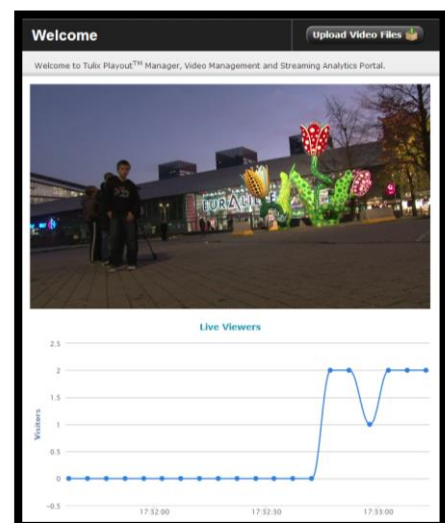 Welcome
Upload Video Files
Welcome to Tulix Playout™ Manager, Video Management and Streaming Analytics Portal.
EURALILLE
Live Viewers
2.5
2
1.5
1
0.5
0
-0.5
Visitors
17:32:00
17:32:30
17:33:00